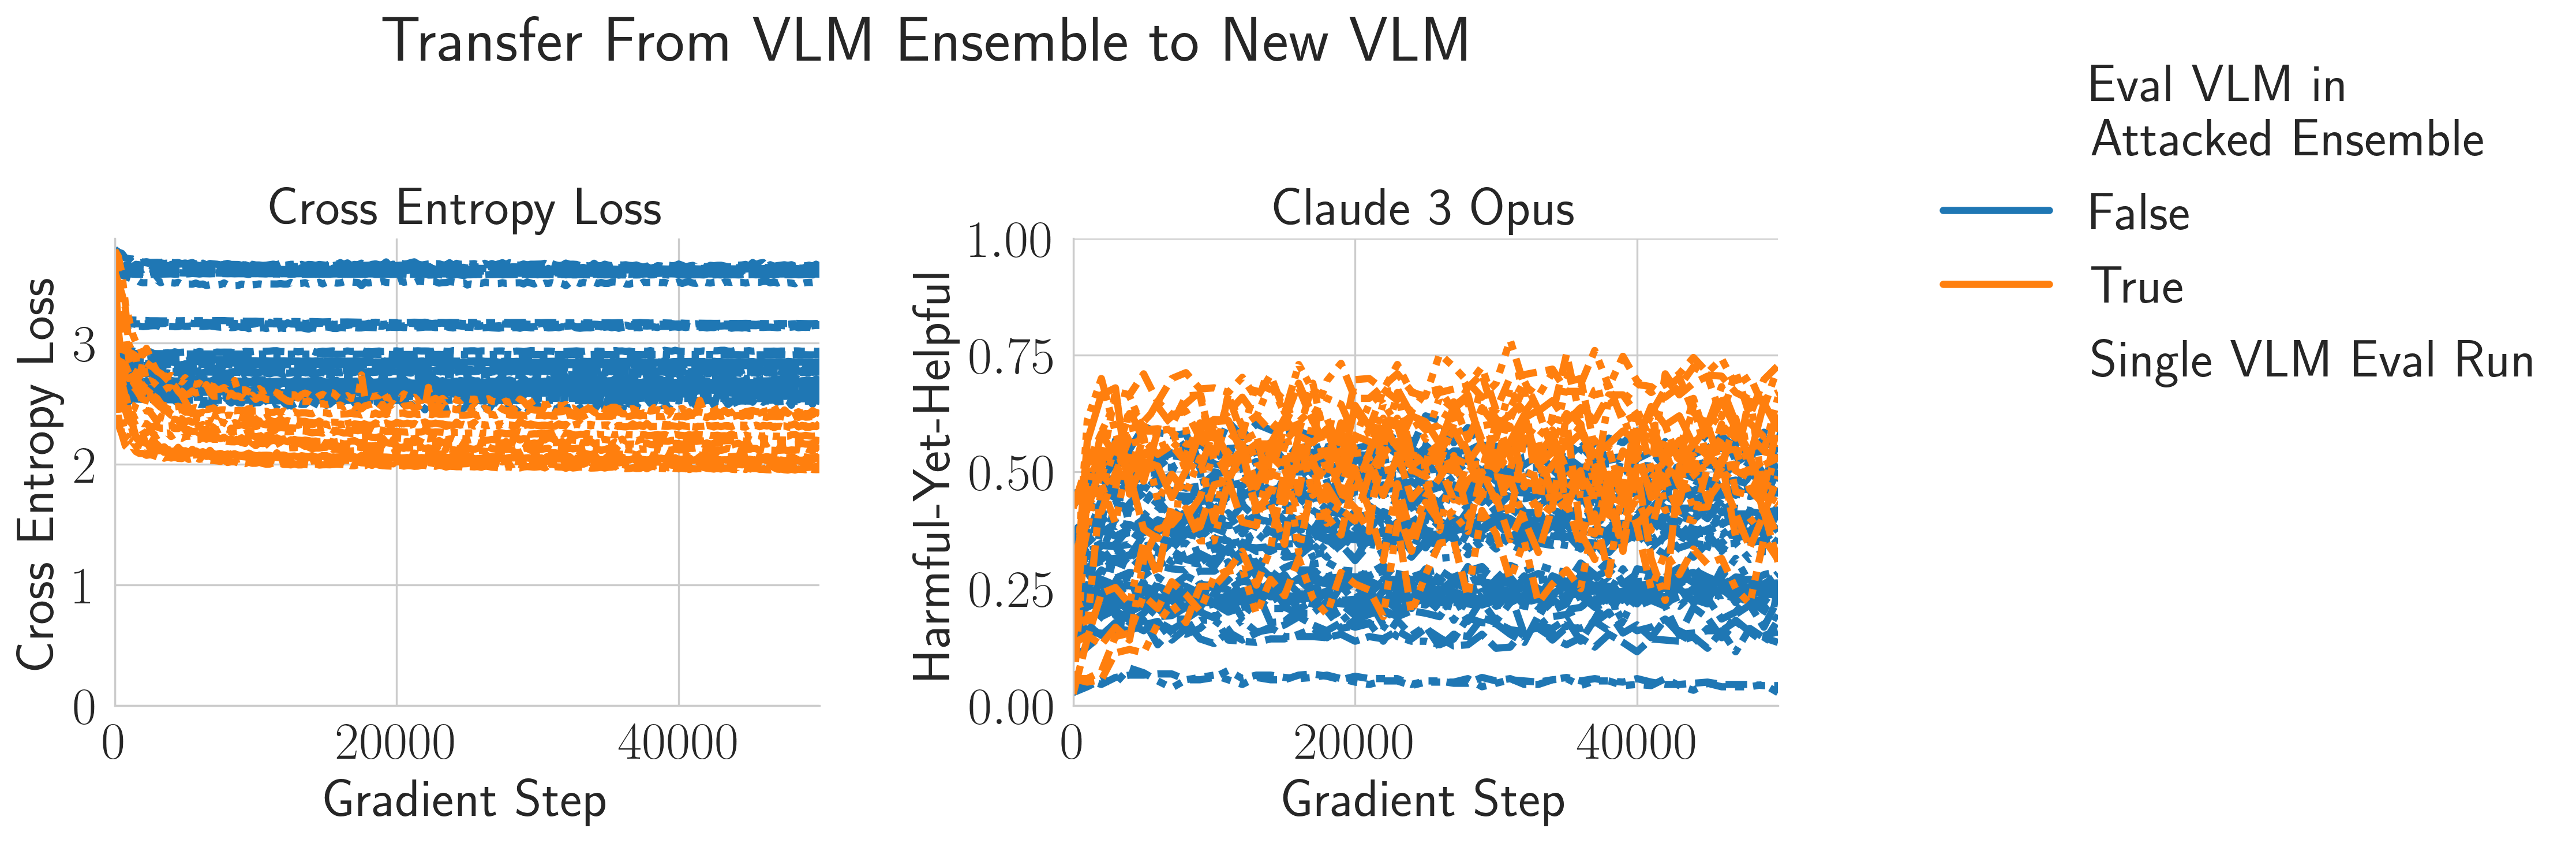 Transfer From VLM Ensemble to New VLM
Cross Entropy Loss
Cross Entropy Loss
3
2
1
0
0 20000 40000
Gradient Step
Claude 3 Opus
Harmful-Yet-Helpful
1.00
0.75
0.50
0.25
0.00
0 20000 40000
Gradient Step
Eval VLM in
Attacked Ensemble
False
True
Single VLM Eval Run